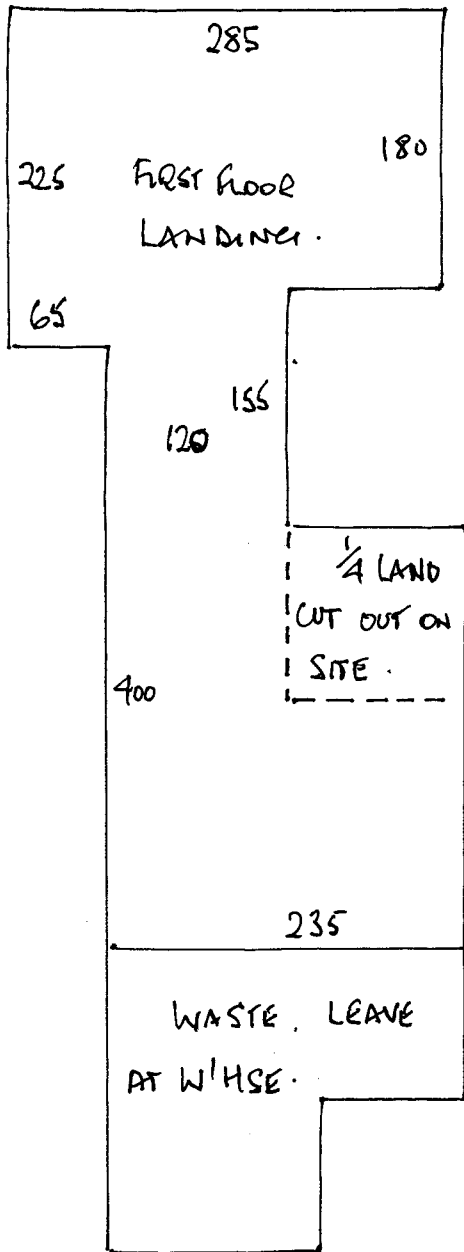 285
180
225
FIRST FLOOR
LANDING.
65
155
120
1/4 LAND
CUT OUT ON
SITE.
400
235
WASTE. LEAVE
AT W'HSE.